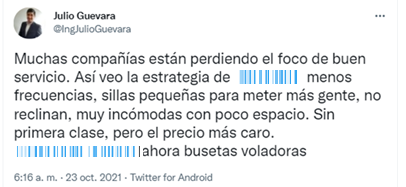 Julio Guevara
@IngJulioGuevara
Muchas compañías están perdiendo el foco de buen
servicio. Así veo la estrategia de menos
frecuencias, sillas pequeñas para meter más gente, no
reclinan, muy incómodas con poco espacio. Sin
primera clase, pero el precio más caro.
ahora busetas voladoras
6:16 a. m. · 23 oct. 2021 · Twitter for Android